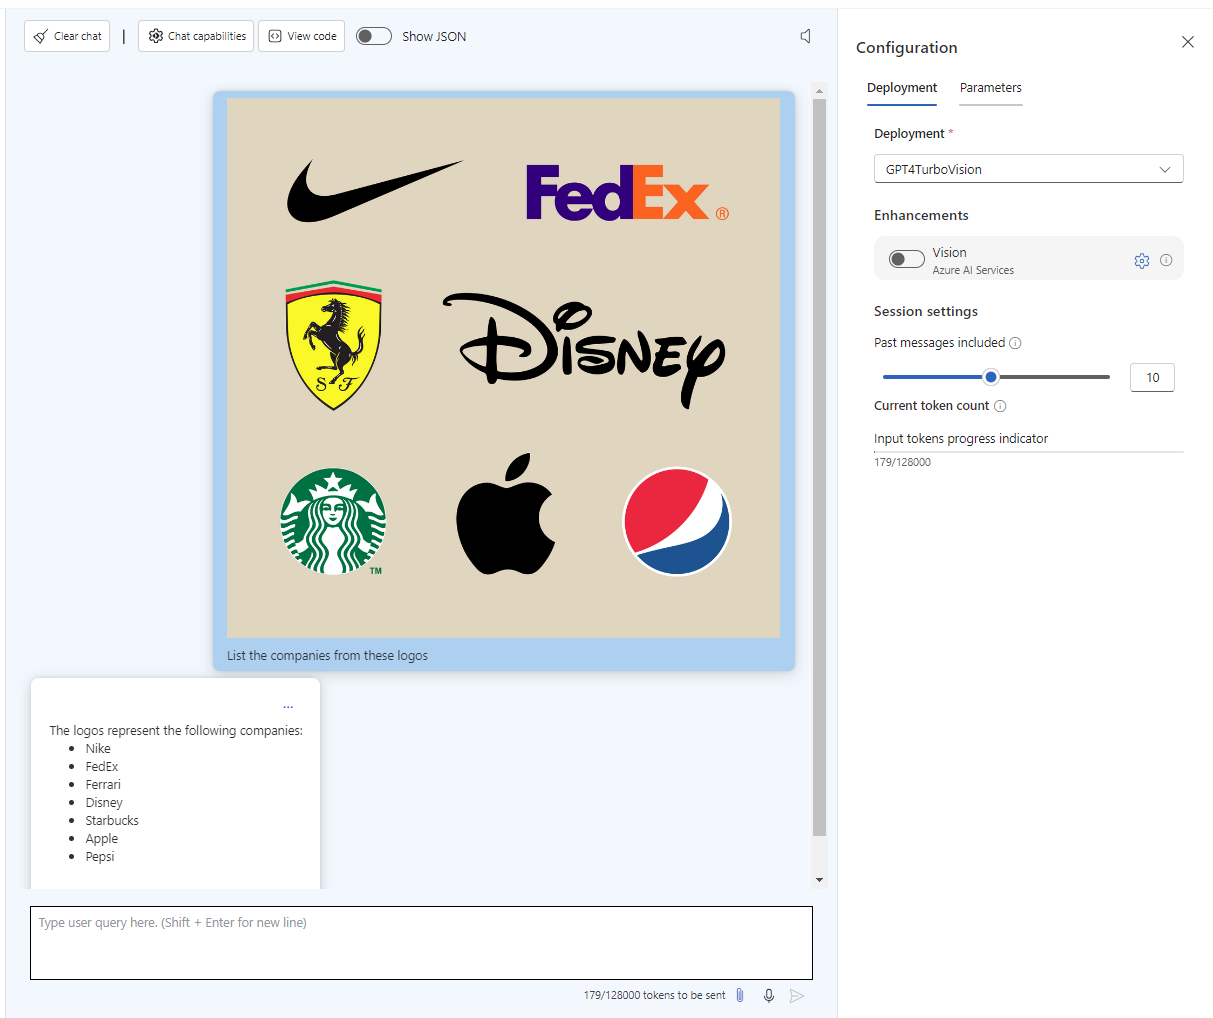 Clear chat | Chat capabilities View code Show JSON
FedEx®
S F
Disney
TM
List the companies from these logos
...
The logos represent the following companies:
• Nike
• FedEx
• Ferrari
• Disney
• Starbucks
• Apple
• Pepsi
Type user query here. (Shift + Enter for new line)
179/128000 tokens to be sent
Configuration
Deployment Parameters
Deployment *
GPT4TurboVision
Enhancements
Vision
Azure AI Services
Session settings
Past messages included
10
Current token count
Input tokens progress indicator
179/128000